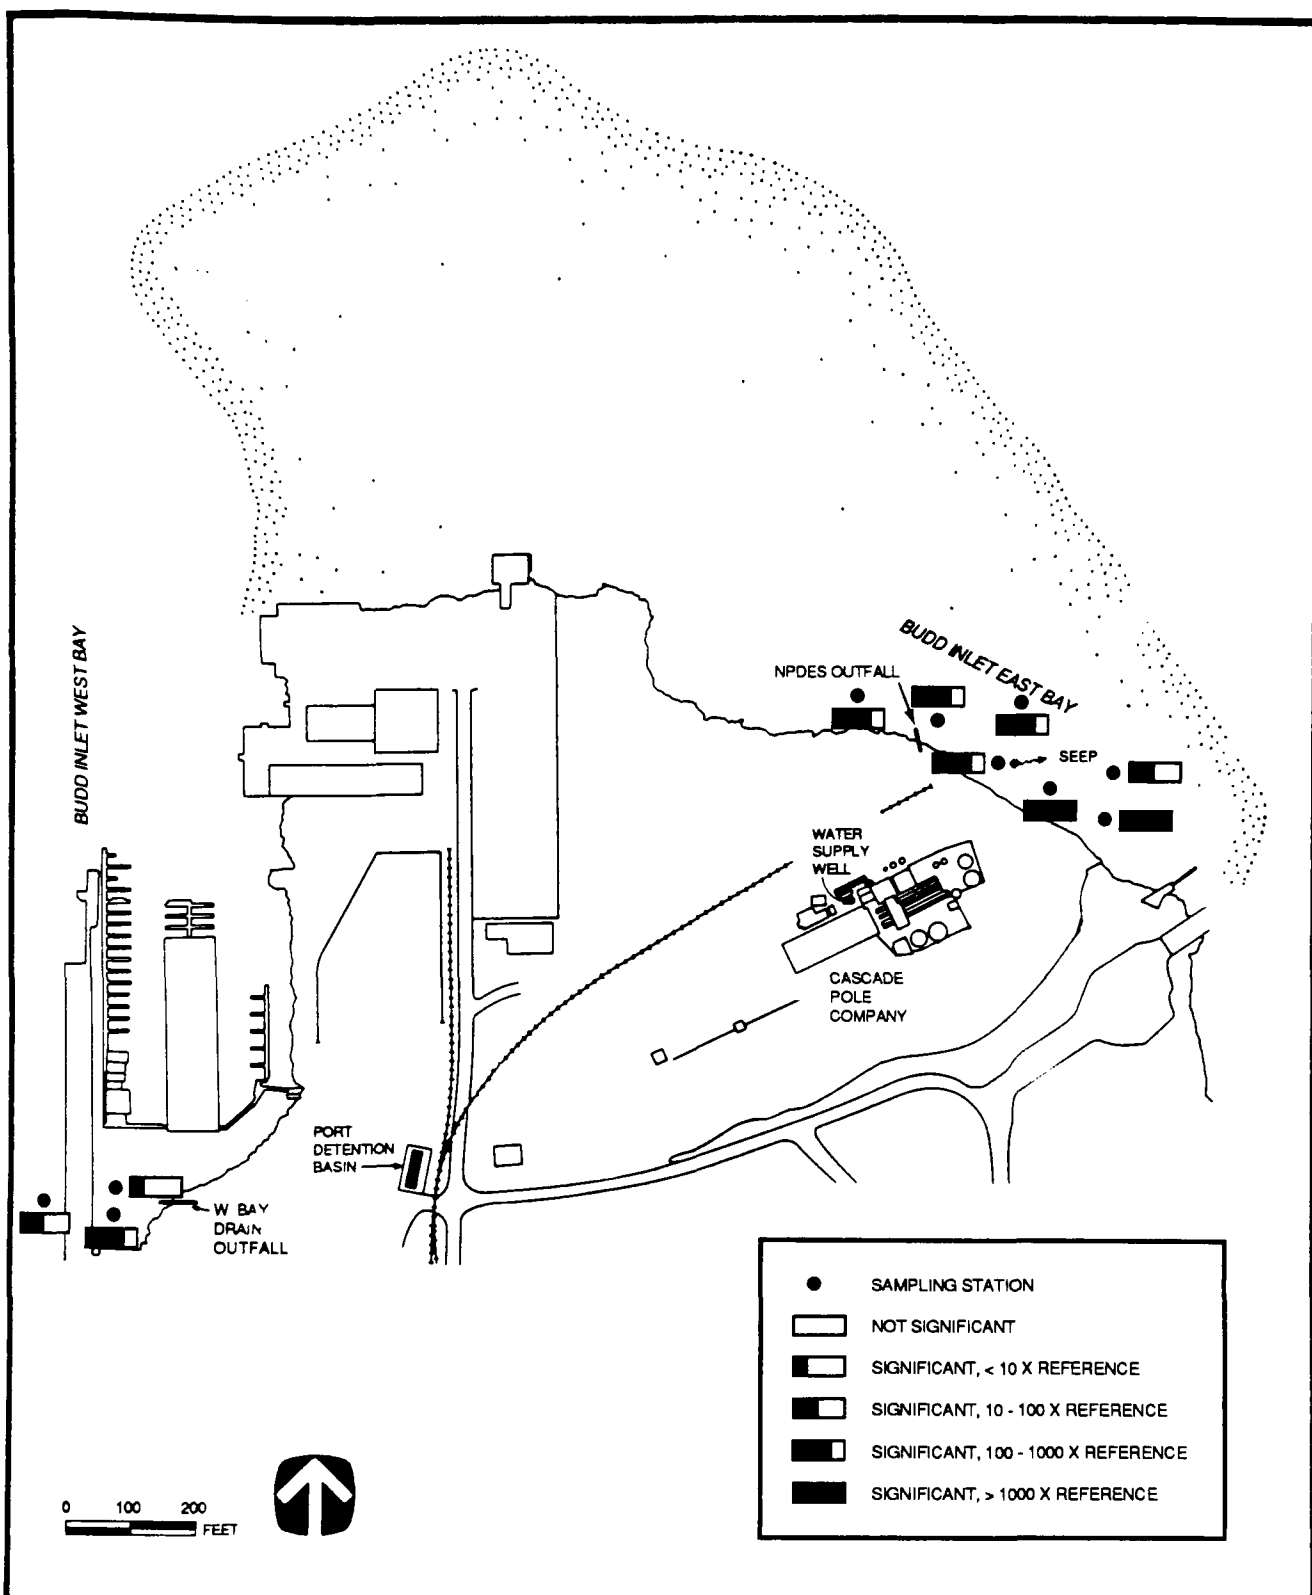 BUDD INLET WEST BAY
BUDD INLET EAST BAY
NPDES OUTFALL
SEEP
WATER
SUPPLY
WELL
CASCADE
POLE
COMPANY
PORT
DETENTION
BASIN
W BAY
DRAIN
OUTFALL
SAMPLING STATION
NOT SIGNIFICANT
SIGNIFICANT, < 10 X REFERENCE
SIGNIFICANT, 10 - 100 X REFERENCE
SIGNIFICANT, 100 - 1000 X REFERENCE
SIGNIFICANT, > 1000 X REFERENCE
0 100 200
FEET